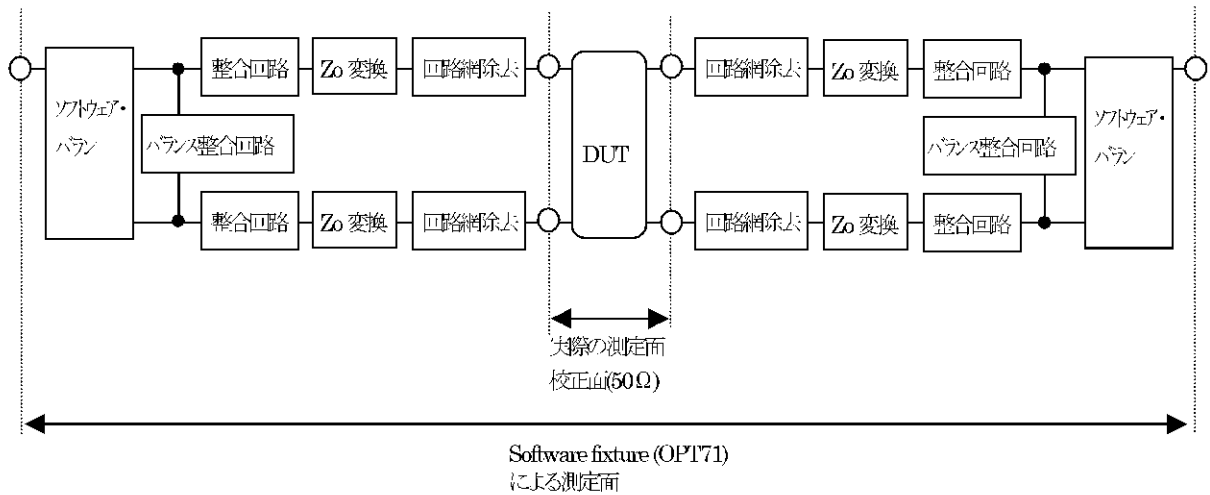 整合回路 Zo 変換 回路網除去 回路網除去 Zo 変換 整合回路
ソフトウェア・
バラン
バランス整合回路
DUT
バランス整合回路
ソフトウェア・
バラン
整合回路 Zo 変換 回路網除去 回路網除去 Zo 変換 整合回路
実際の測定面
校正面(50Ω)
Software fixture (OPT71)
による測定面